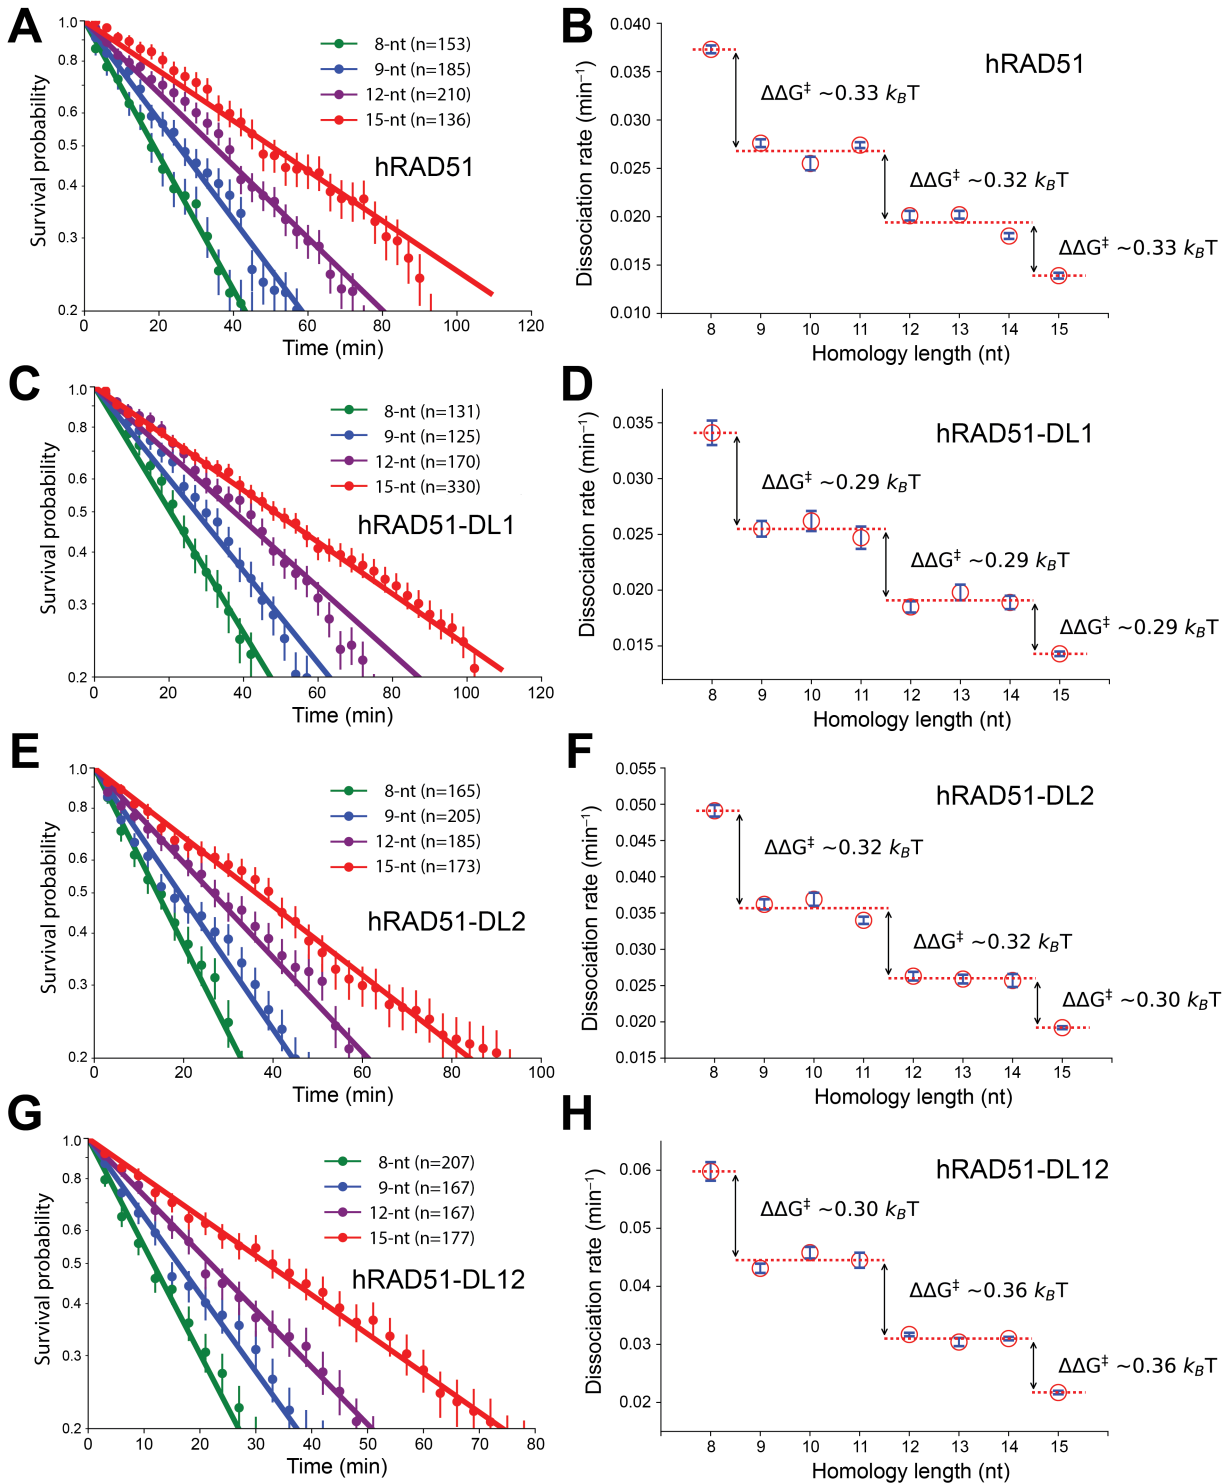 A
1.0
0.8
0.6
0.5
0.4
0.3
0.2
Survival probability
8-nt (n=153)
9-nt (n=185)
12-nt (n=210)
15-nt (n=136)
hRAD51
0 20 40 60 80 100 120
Time (min)
B
0.040
0.035
0.030
0.025
0.020
0.015
0.010
Dissociation rate (min⁻¹)
hRAD51
ΔΔG‡ ~0.33 kBT
ΔΔG‡ ~0.32 kBT
ΔΔG‡ ~0.33 kBT
8 9 10 11 12 13 14 15
Homology length (nt)
C
1.0
0.8
0.6
0.5
0.4
0.3
0.2
Survival probability
8-nt (n=131)
9-nt (n=125)
12-nt (n=170)
15-nt (n=330)
hRAD51-DL1
0 20 40 60 80 100 120
Time (min)
D
0.035
0.030
0.025
0.020
0.015
Dissociation rate (min⁻¹)
hRAD51-DL1
ΔΔG‡ ~0.29 kBT
ΔΔG‡ ~0.29 kBT
ΔΔG‡ ~0.29 kBT
8 9 10 11 12 13 14 15
Homology length (nt)
E
1.0
0.8
0.6
0.5
0.4
0.3
0.2
Survival probability
8-nt (n=165)
9-nt (n=205)
12-nt (n=185)
15-nt (n=173)
hRAD51-DL2
0 20 40 60 80 100
Time (min)
F
0.055
0.050
0.045
0.040
0.035
0.030
0.025
0.020
0.015
Dissociation rate (min⁻¹)
hRAD51-DL2
ΔΔG‡ ~0.32 kBT
ΔΔG‡ ~0.32 kBT
ΔΔG‡ ~0.30 kBT
8 9 10 11 12 13 14 15
Homology length (nt)
G
1.0
0.8
0.6
0.5
0.4
0.3
0.2
Survival probability
8-nt (n=207)
9-nt (n=167)
12-nt (n=167)
15-nt (n=177)
hRAD51-DL12
0 10 20 30 40 50 60 70 80
Time (min)
H
0.06
0.05
0.04
0.03
0.02
Dissociation rate (min⁻¹)
hRAD51-DL12
ΔΔG‡ ~0.30 kBT
ΔΔG‡ ~0.36 kBT
ΔΔG‡ ~0.36 kBT
8 9 10 11 12 13 14 15
Homology length (nt)